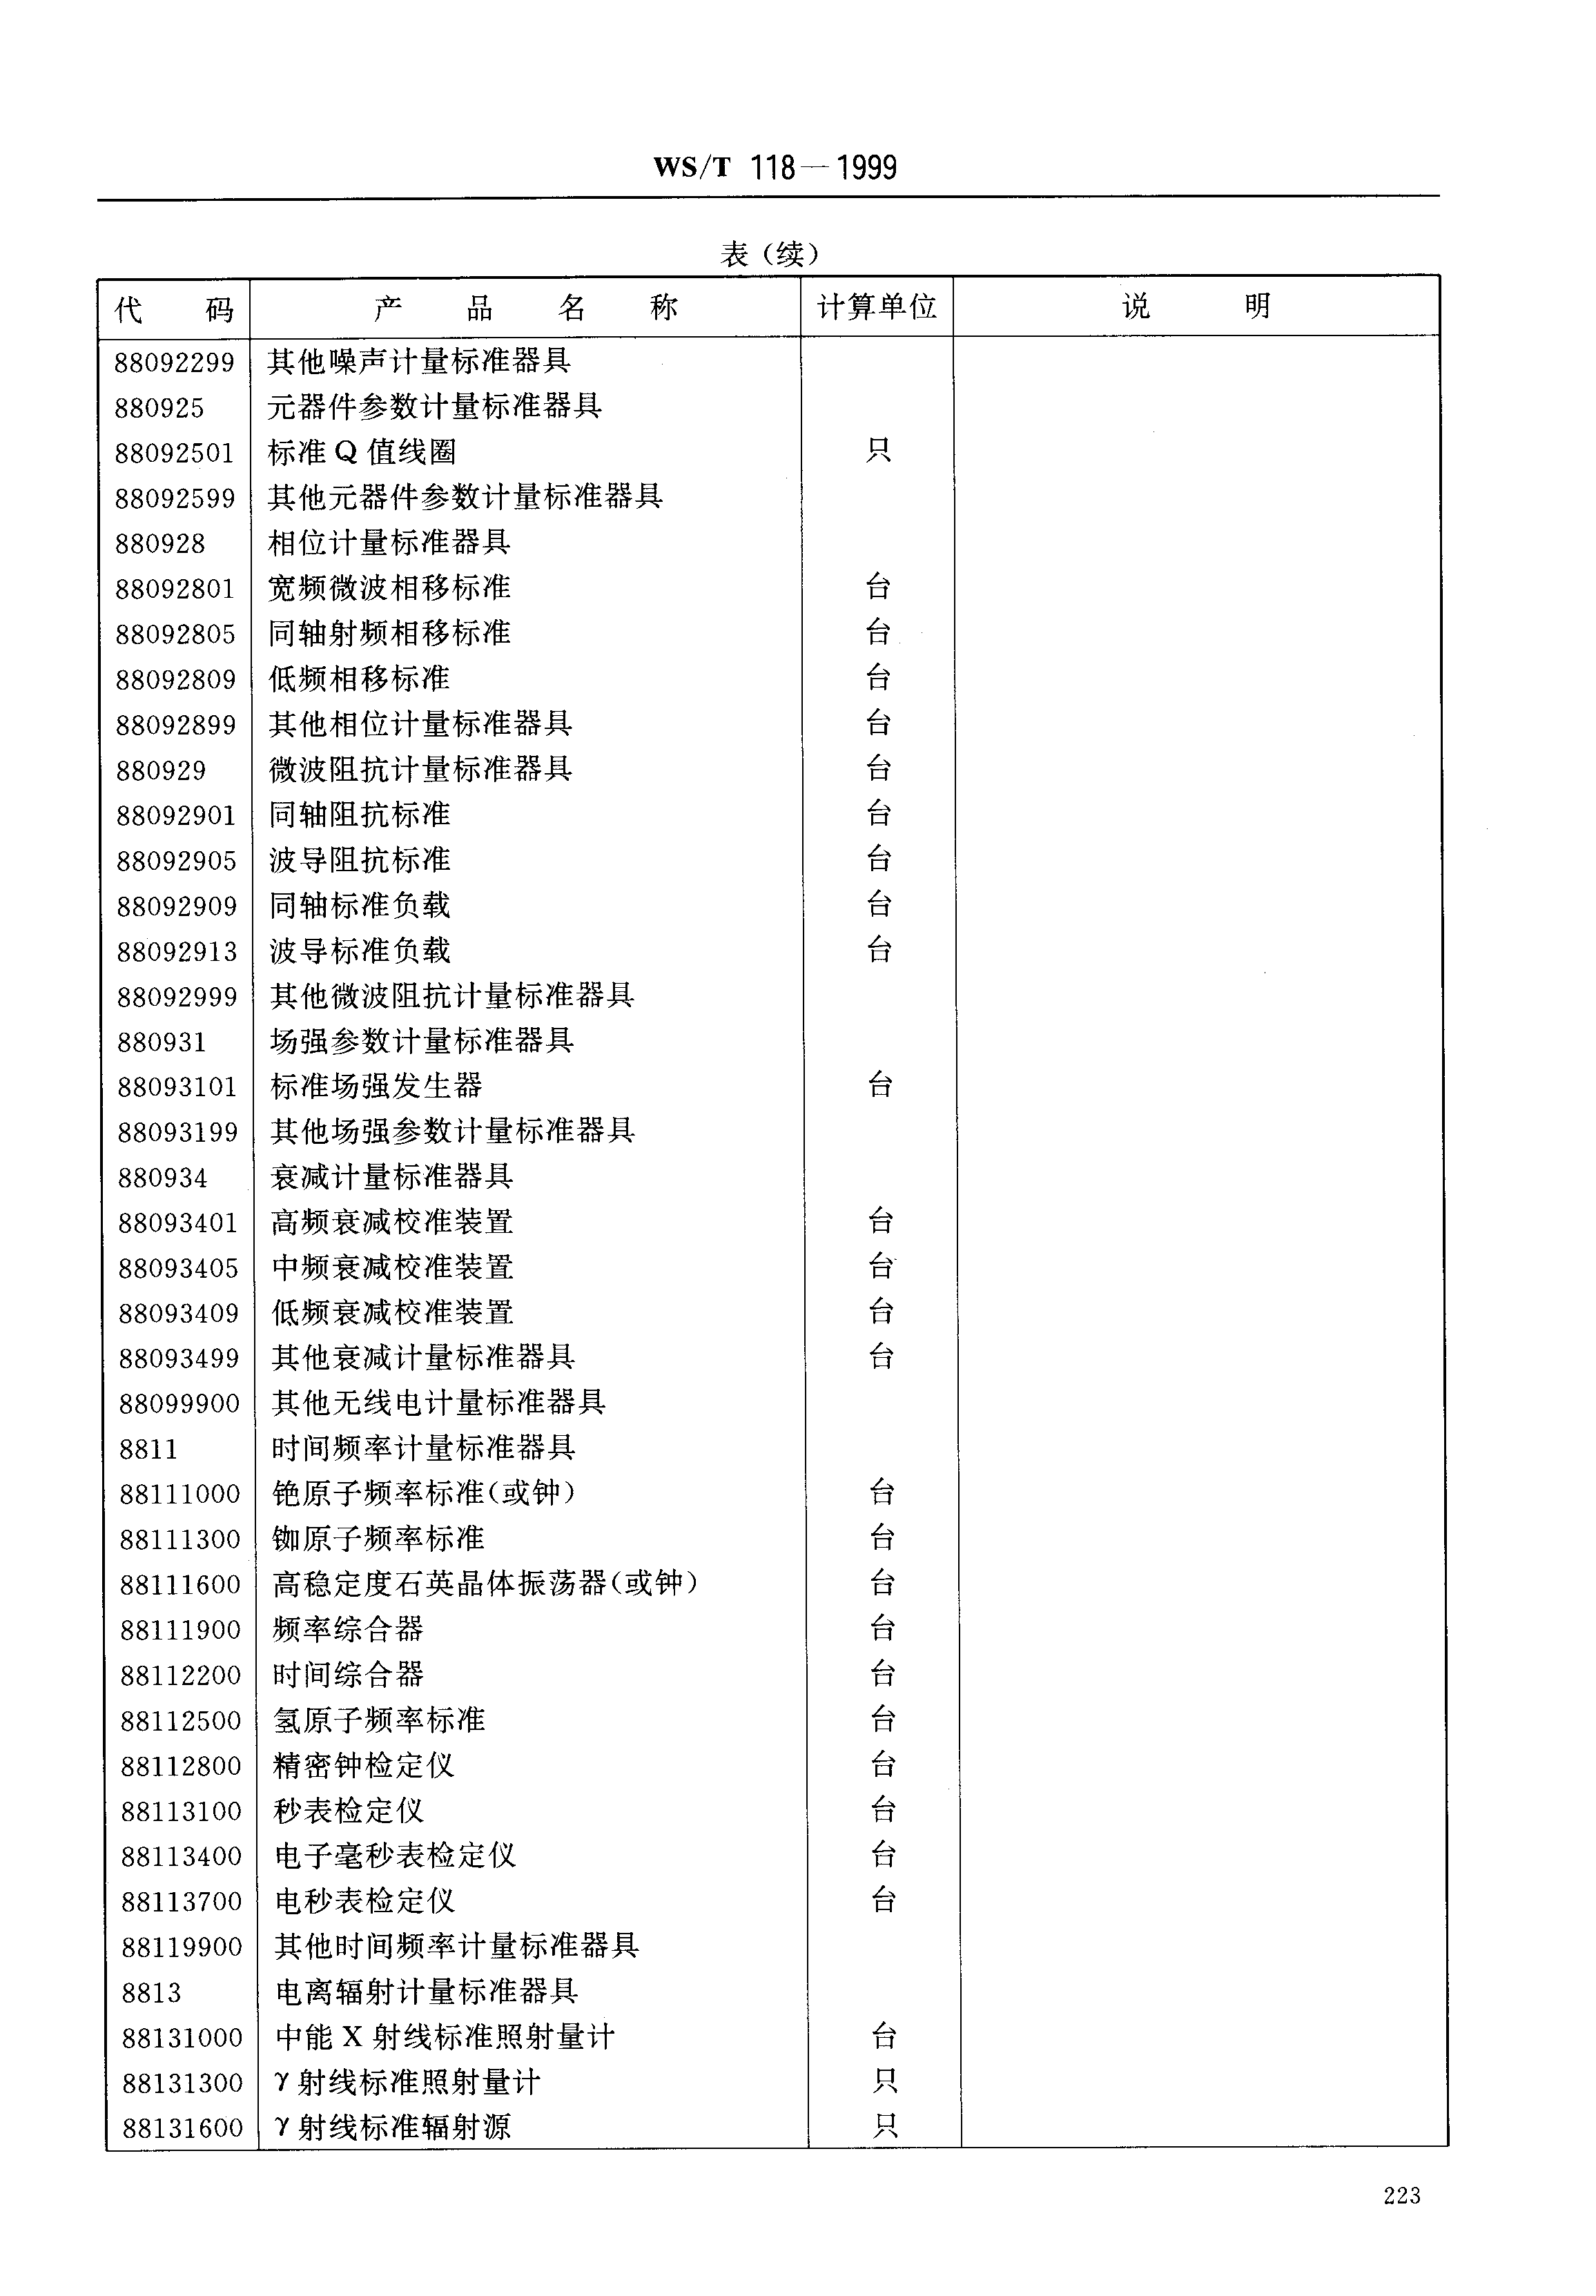 WS/T 118—1999
表（续）
代 码 产 品 名 称 计算单位 说 明
88092299 其他噪声计量标准器具
880925 元器件参数计量标准器具
88092501 标准 Q 值线圈 只
88092599 其他元器件参数计量标准器具
880928 相位计量标准器具
88092801 宽频微波相移标准 台
88092805 同轴射频相移标准 台
88092809 低频相移标准 台
88092899 其他相位计量标准器具 台
880929 微波阻抗计量标准器具 台
88092901 同轴阻抗标准 台
88092905 波导阻抗标准 台
88092909 同轴标准负载 台
88092913 波导标准负载 台
88092999 其他微波阻抗计量标准器具
880931 场强参数计量标准器具
88093101 标准场强发生器 台
88093199 其他场强参数计量标准器具
880934 衰减计量标准器具
88093401 高频衰减校准装置 台
88093405 中频衰减校准装置 台
88093409 低频衰减校准装置 台
88093499 其他衰减计量标准器具 台
88099900 其他无线电计量标准器具
8811 时间频率计量标准器具
88111000 铯原子频率标准(或钟) 台
88111300 铷原子频率标准 台
88111600 高稳定度石英晶体振荡器(或钟) 台
88111900 频率综合器 台
88112200 时间综合器 台
88112500 氢原子频率标准 台
88112800 精密钟检定仪 台
88113100 秒表检定仪 台
88113400 电子毫秒表检定仪 台
88113700 电秒表检定仪 台
88119900 其他时间频率计量标准器具
8813 电离辐射计量标准器具
88131000 中能 X 射线标准照射量计 台
88131300 γ 射线标准照射量计 只
88131600 γ 射线标准辐射源 只
223